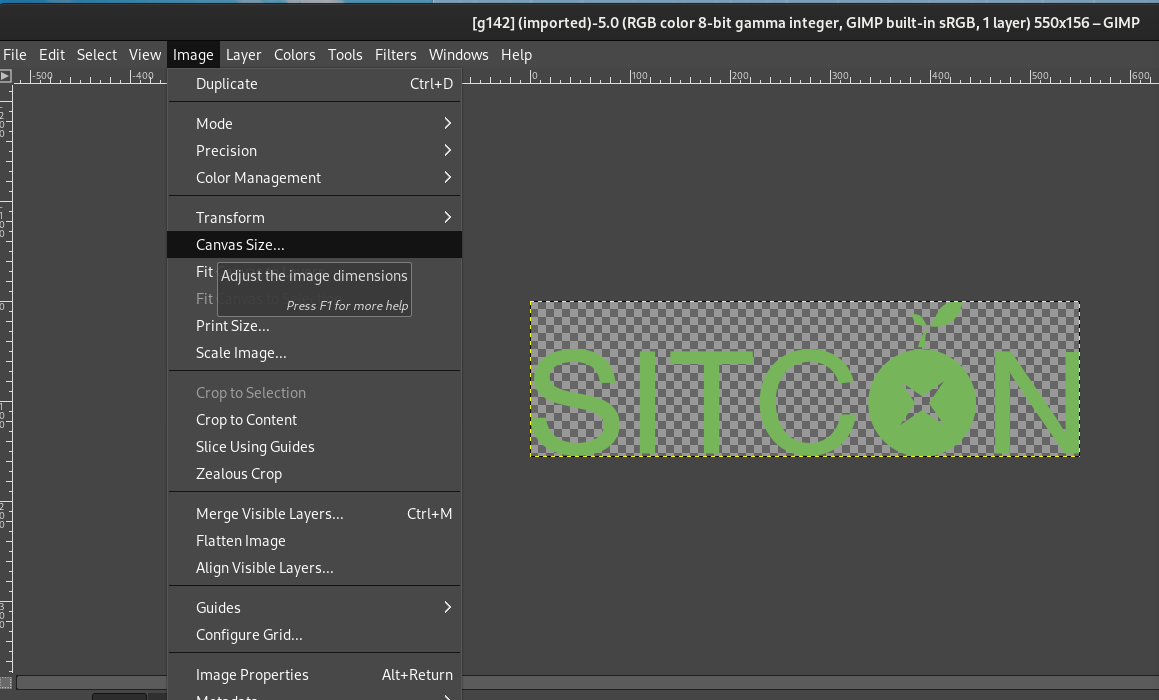 [g142] (imported)-5.0 (RGB color 8-bit gamma integer, GIMP built-in sRGB, 1 layer) 550x156 – GIMP
File Edit Select View Image Layer Colors Tools Filters Windows Help
-500 -400 0 100 200 300 400 500 600
Duplicate Ctrl+D
Mode
Precision
Color Management
Transform
Canvas Size...
Fit
Adjust the image dimensions
Fit
Press F1 for more help
Print Size...
Scale Image...
Crop to Selection
Crop to Content
Slice Using Guides
Zealous Crop
Merge Visible Layers... Ctrl+M
Flatten Image
Align Visible Layers...
Guides
Configure Grid...
Image Properties Alt+Return
SITCON